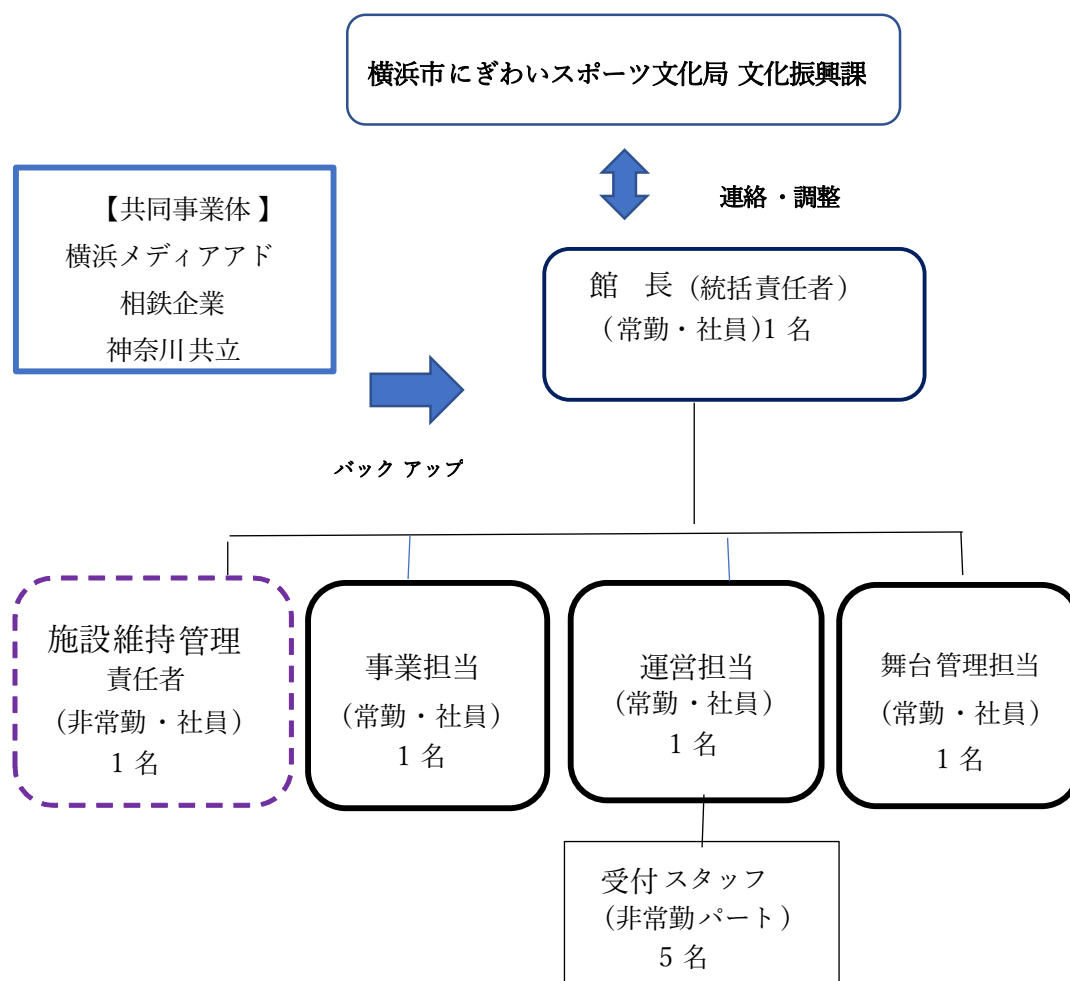 横浜市にぎわいスポーツ文化局 文化振興課
連絡・調整
【共同事業体】
横浜メディアアド
相鉄企業
神奈川共立
館　長 (統括責任者)
(常勤・社員)1 名
バック アップ
施設維持管理
責任者
(非常勤・社員)
1 名
事業担当
(常勤・社員)
1 名
運営担当
(常勤・社員)
1 名
舞台管理担当
(常勤・社員)
1 名
受付スタッフ
(非常勤パート)
5 名